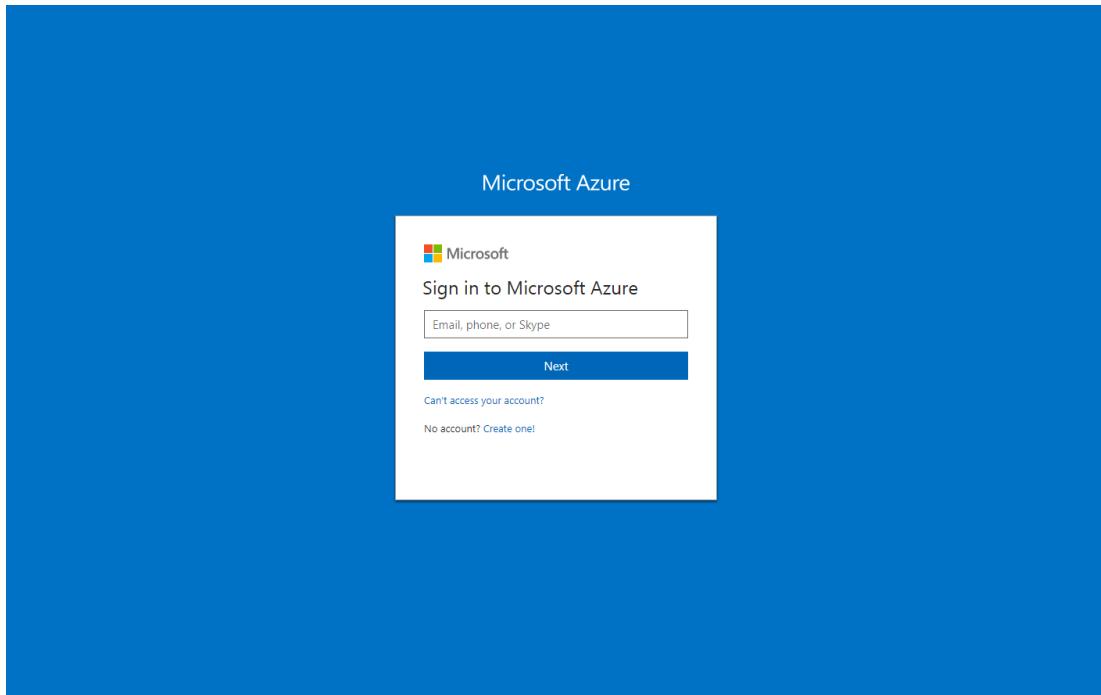 Microsoft Azure
Microsoft
Sign in to Microsoft Azure
Email, phone, or Skype
Next
Can't access your account?
No account? Create one!